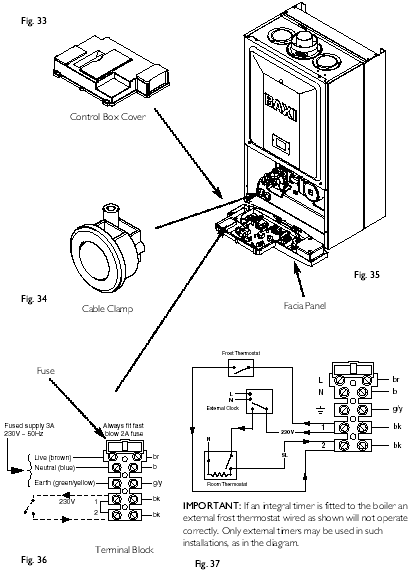 Fig. 33
Control Box Cover
BAXI
Fig. 35
Fig. 34
Cable Clamp
Facia Panel
Fuse
Fused supply 3A
230V ~ 50Hz
Always fit fast
blow 2A fuse
Live (brown)
br
Neutral (blue)
b
Earth (green/yellow)
g/y
230V
1
bk
2
bk
Terminal Block
Fig. 36
Frost Thermostat
L
N
External Clock
230V
N
SL
Room Thermostat
L
br
N
b
g/y
1
bk
2
bk
IMPORTANT: If an integral timer is fitted to the boiler an
external frost thermostat wired as shown will not operate
correctly. Only external timers may be used in such
installations, as in the diagram.
Fig. 37